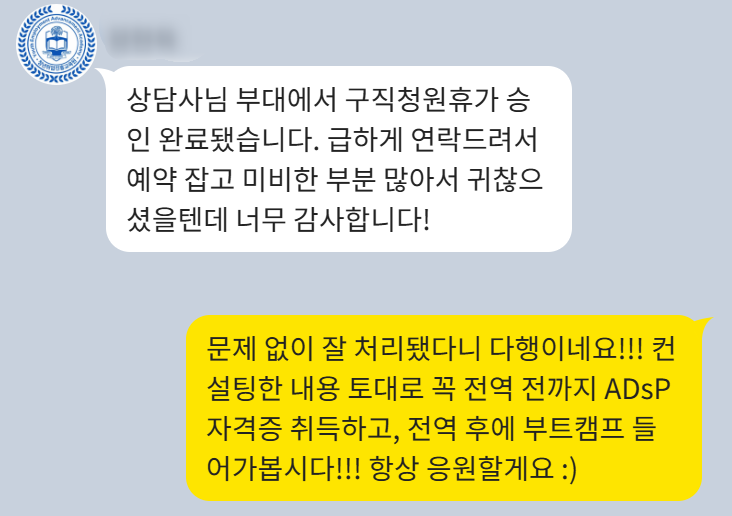 상담사님 부대에서 구직청원휴가 승
인 완료됐습니다. 급하게 연락드려서
예약 잡고 미비한 부분 많아서 귀찮으
셨을텐데 너무 감사합니다!
문제 없이 잘 처리됐다니 다행이네요!!! 컨
설팅한 내용 토대로 꼭 전역 전까지 ADsP
자격증 취득하고, 전역 후에 부트캠프 들
어가봅시다!!! 항상 응원할게요 :)